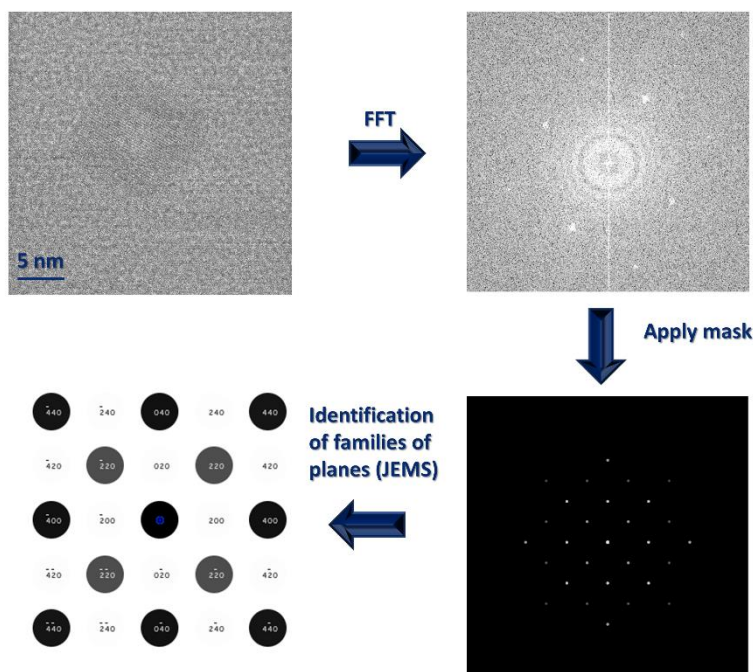 FFT
5 nm
Apply mask
Identification
of families of
planes (JEMS)
4̄40 2̄40 040 240 440
4̄20 2̄20 020 220 420
4̄00 2̄00 200 400
4̄2̄0 2̄2̄0 02̄0 22̄0 42̄0
4̄4̄0 2̄4̄0 04̄0 24̄0 44̄0